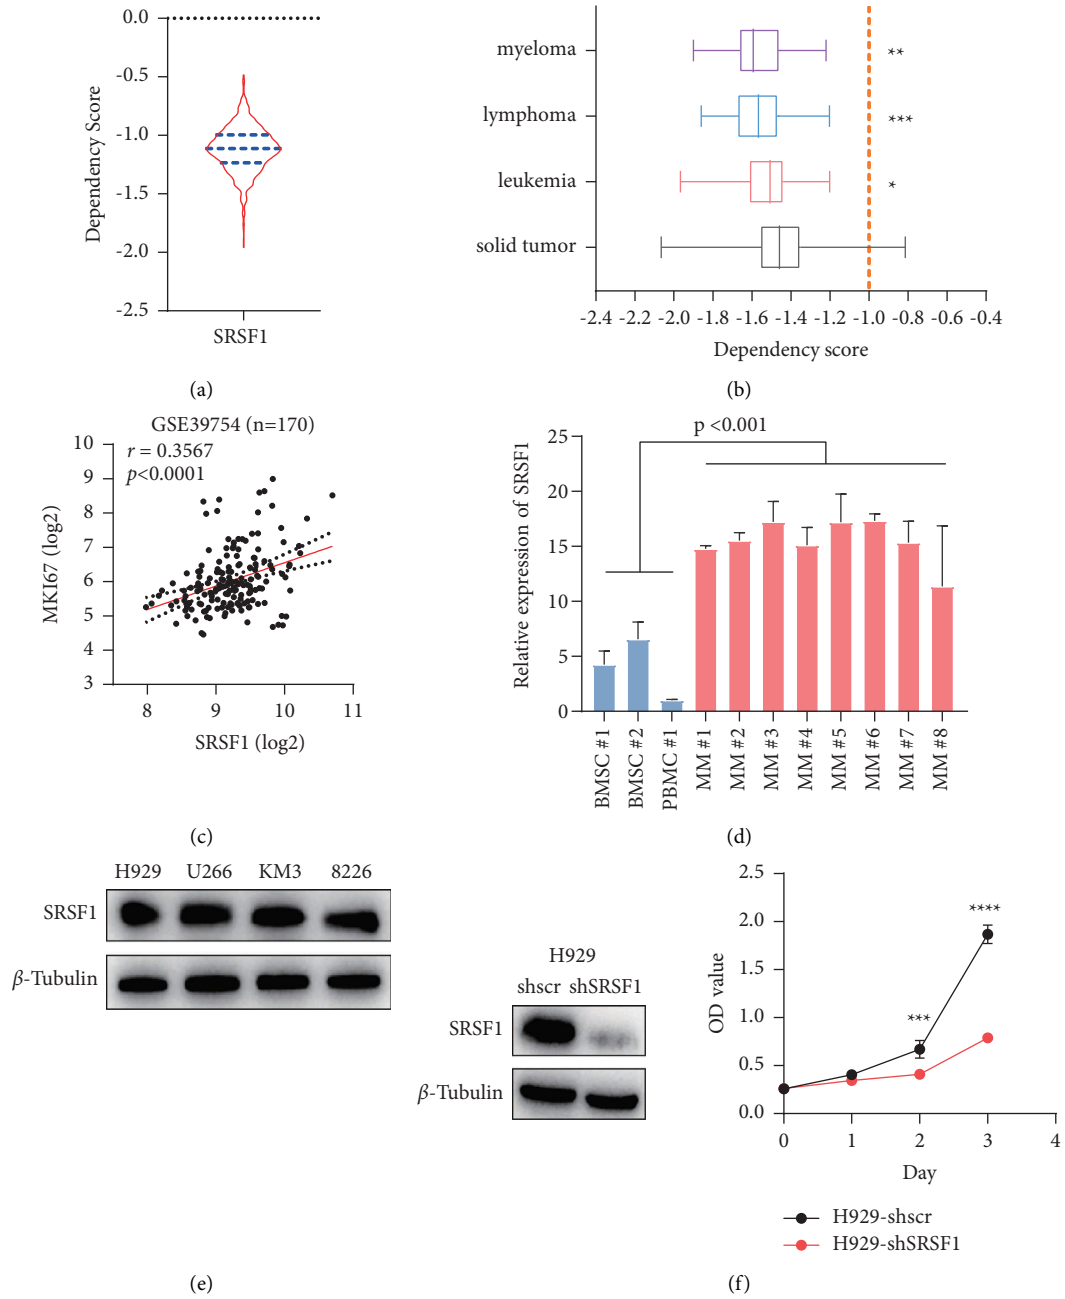 0.0
-0.5
-1.0
-1.5
-2.0
-2.5
Dependency Score
SRSF1
(a)
myeloma
lymphoma
leukemia
solid tumor
**
***
*
-2.4 -2.2 -2.0 -1.8 -1.6 -1.4 -1.2 -1.0 -0.8 -0.6 -0.4
Dependency score
(b)
GSE39754 (n=170)
r = 0.3567
p<0.0001
10
9
8
7
6
5
4
3
MKI67 (log2)
8 9 10 11
SRSF1 (log2)
(c)
p <0.001
25
20
15
10
5
0
Relative expression of SRSF1
BMSC #1
BMSC #2
PBMC #1
MM #1
MM #2
MM #3
MM #4
MM #5
MM #6
MM #7
MM #8
(d)
H929 U266 KM3 8226
SRSF1
β-Tubulin
(e)
H929
shscr shSRSF1
SRSF1
β-Tubulin
2.5
2.0
1.5
1.0
0.5
0.0
OD value
***
****
0 1 2 3 4
Day
H929-shscr
H929-shSRSF1
(f)